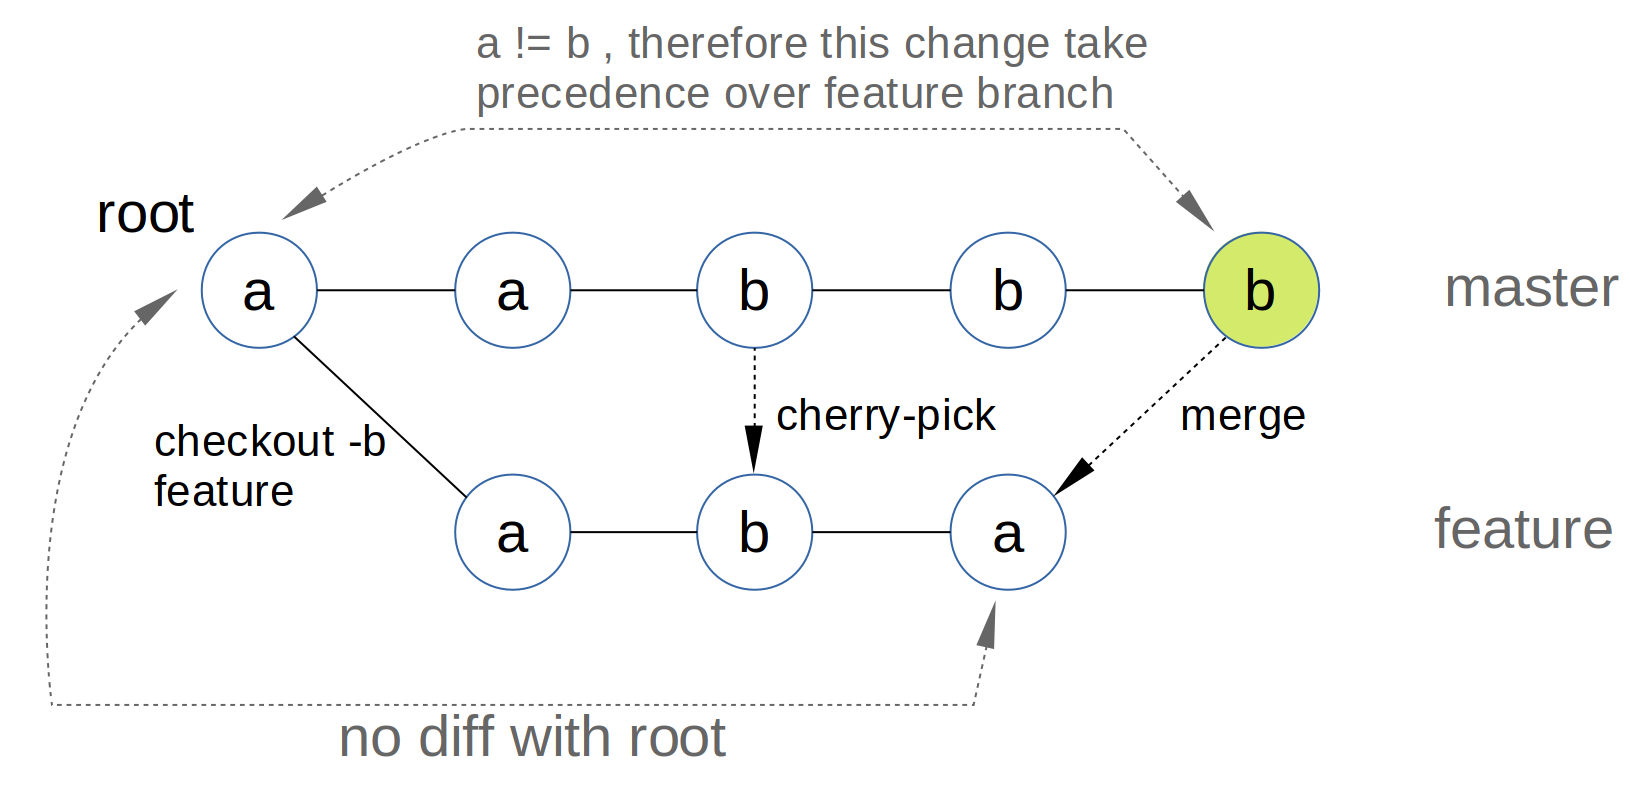 a != b , therefore this change take
precedence over feature branch
root
a a b b b master
checkout -b
feature
cherry-pick
merge
a b a feature
no diff with root